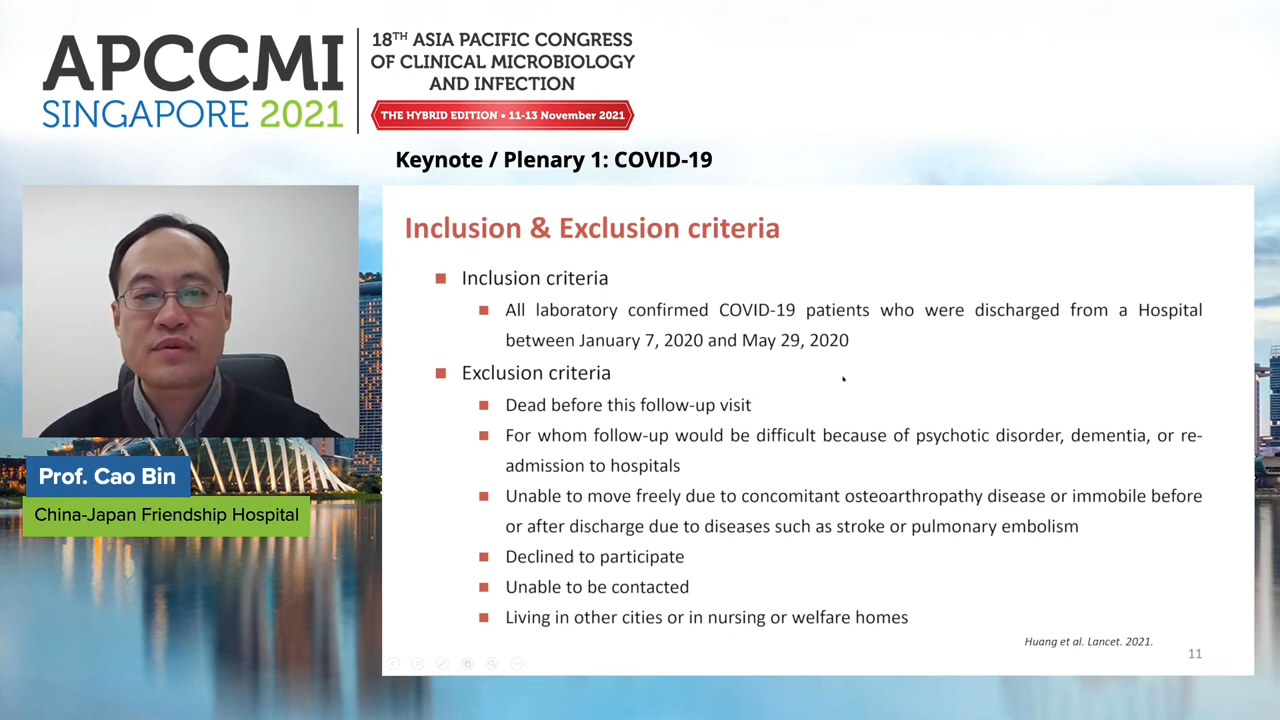 APCCMI
SINGAPORE 2021
18TH ASIA PACIFIC CONGRESS
OF CLINICAL MICROBIOLOGY
AND INFECTION
THE HYBRID EDITION • 11-13 November 2021
Keynote / Plenary 1: COVID-19
Prof. Cao Bin
China-Japan Friendship Hospital
Inclusion & Exclusion criteria
Inclusion criteria
All laboratory confirmed COVID-19 patients who were discharged from a Hospital
between January 7, 2020 and May 29, 2020
Exclusion criteria
Dead before this follow-up visit
For whom follow-up would be difficult because of psychotic disorder, dementia, or re-
admission to hospitals
Unable to move freely due to concomitant osteoarthropathy disease or immobile before
or after discharge due to diseases such as stroke or pulmonary embolism
Declined to participate
Unable to be contacted
Living in other cities or in nursing or welfare homes
Huang et al. Lancet. 2021.
11